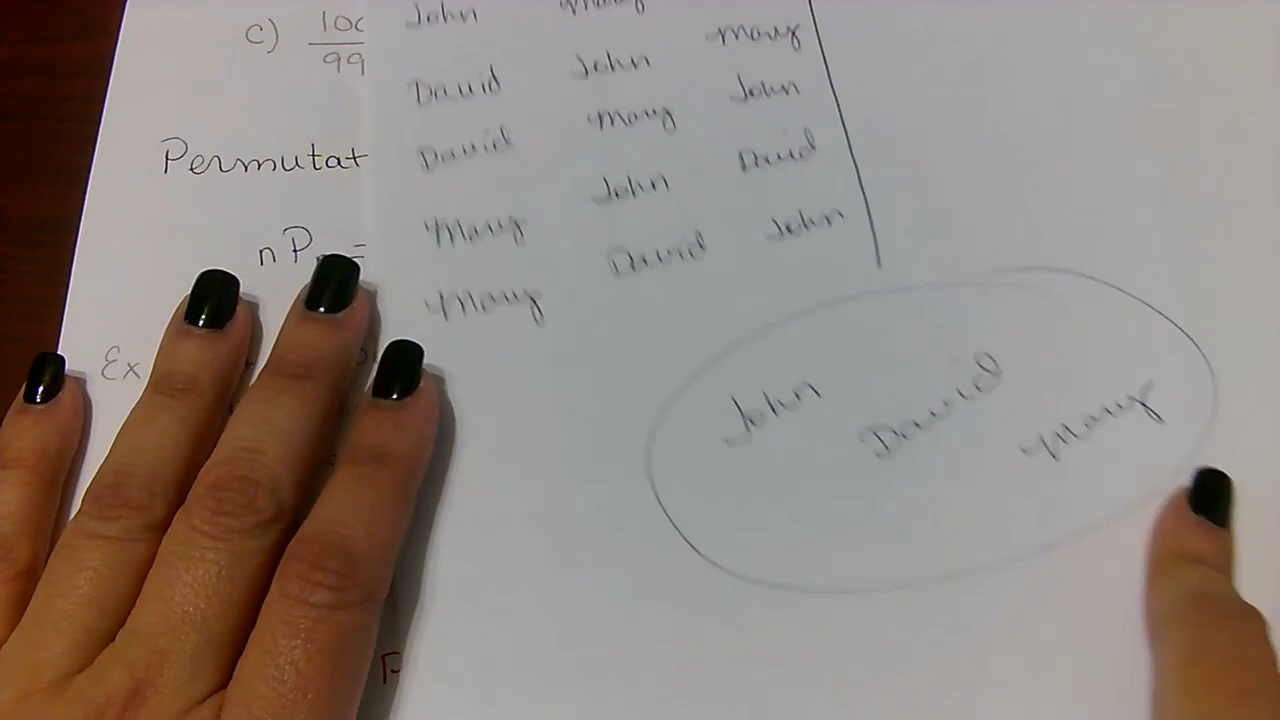 c) 100
99
Permutat
nP =
Ex
John Mary
David John Mary
David Mary John
Mary John David
Mary David John
John David Mary